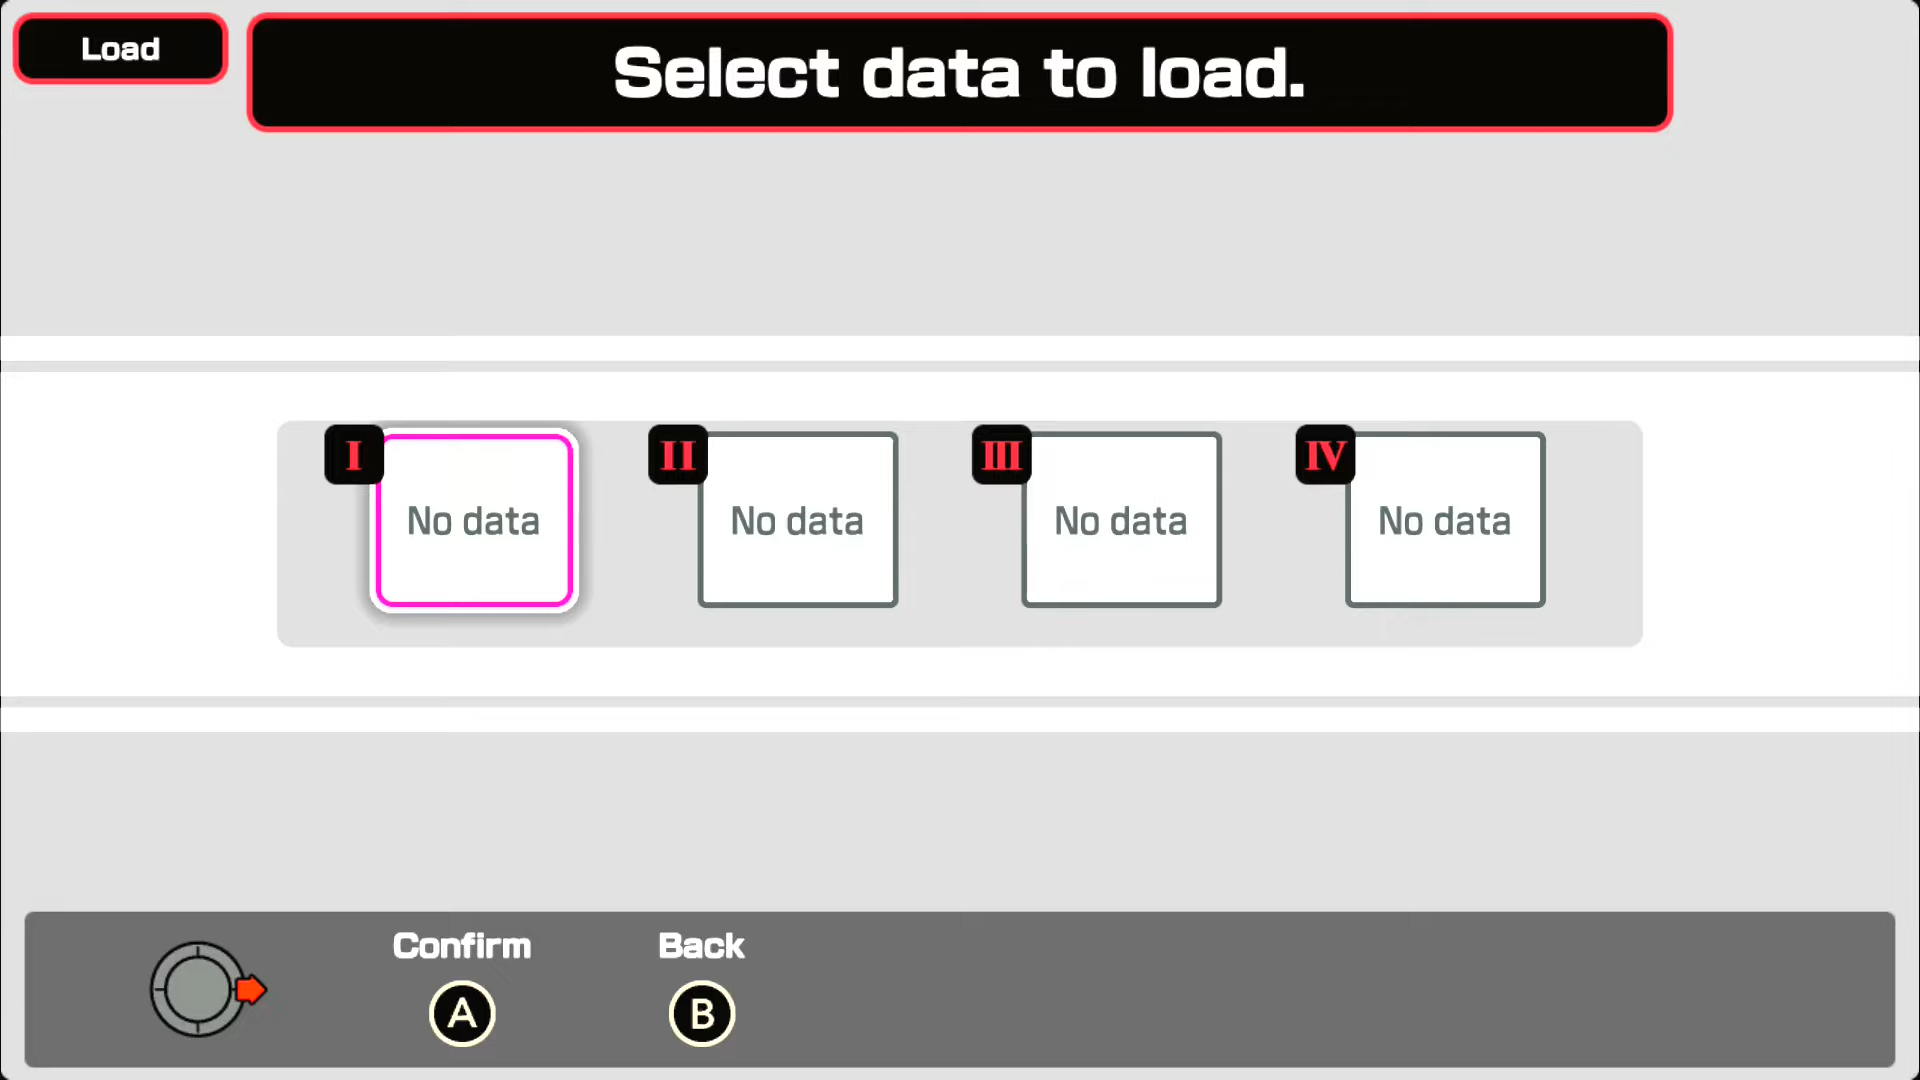 Load
Select data to load.
I
II
III
IV
No data
No data
No data
No data
Confirm
Back
A
B